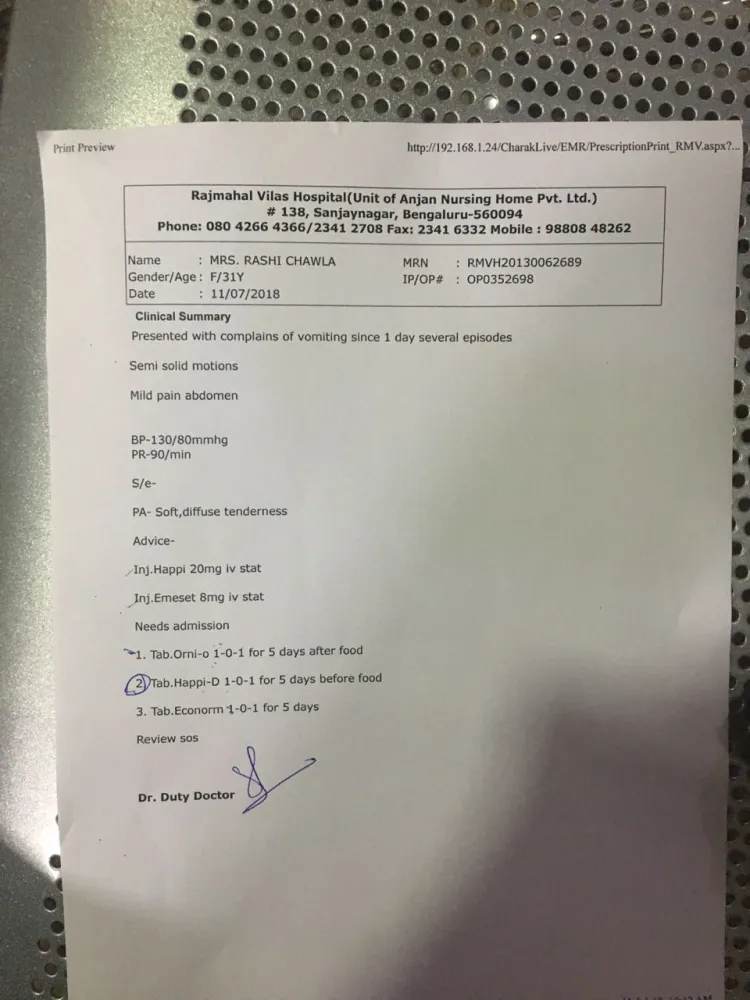 Print Preview
http://192.168.1.24/CharakLive/EMR/PrescriptionPrint_RMV.aspx?...
Rajmahal Vilas Hospital(Unit of Anjan Nursing Home Pvt. Ltd.)
# 138, Sanjaynagar, Bengaluru-560094
Phone: 080 4266 4366/2341 2708 Fax: 2341 6332 Mobile : 98808 48262
Name : MRS. RASHI CHAWLA MRN : RMVH20130062689
Gender/Age : F/31Y IP/OP# : OP0352698
Date : 11/07/2018
Clinical Summary
Presented with complains of vomiting since 1 day several episodes
Semi solid motions
Mild pain abdomen
BP-130/80mmhg
PR-90/min
S/e-
PA- Soft,diffuse tenderness
Advice-
Inj.Happi 20mg iv stat
Inj.Emeset 8mg iv stat
Needs admission
1. Tab.Orni-o 1-0-1 for 5 days after food
2. Tab.Happi-D 1-0-1 for 5 days before food
3. Tab.Econorm 1-0-1 for 5 days
Review sos
Dr. Duty Doctor